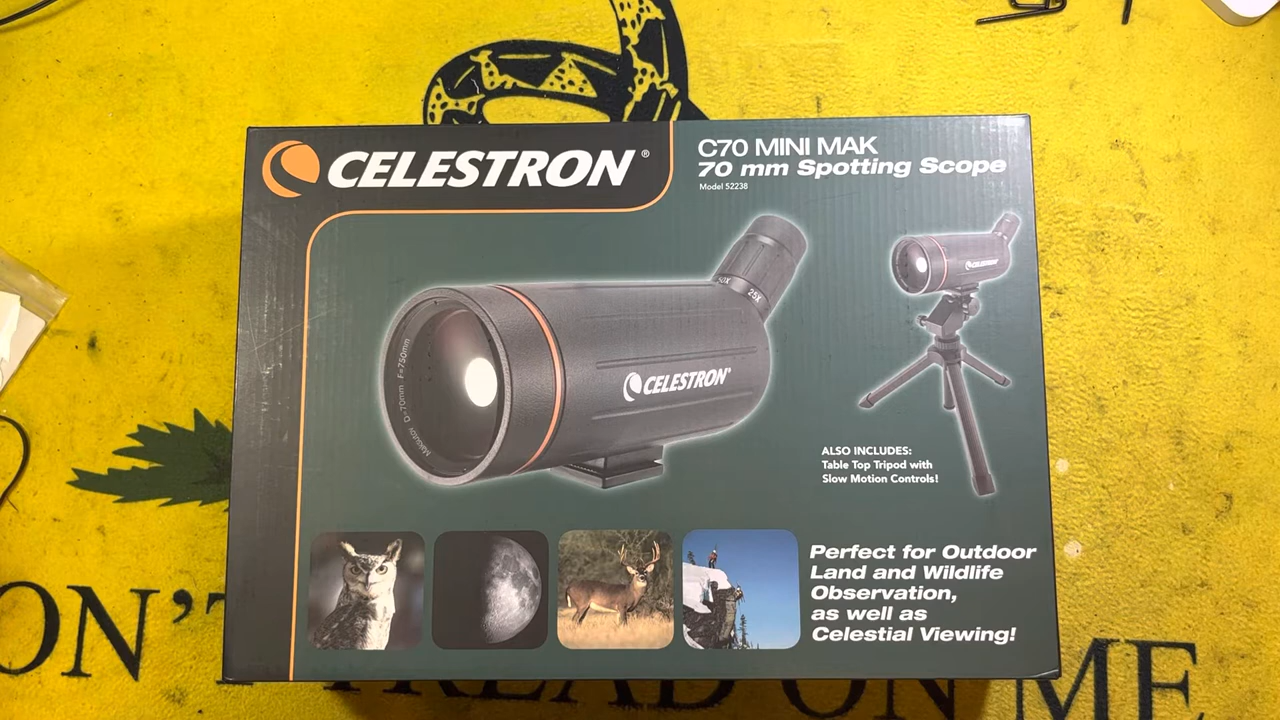 CELESTRON®
C70 MINI MAK
70 mm Spotting Scope
Model 52238
50X 25X
CELESTRON
Maksutov D=70mm F=750mm
CELESTRON®
ALSO INCLUDES:
Table Top Tripod with
Slow Motion Controls!
Perfect for Outdoor
Land and Wildlife
Observation,
as well as
Celestial Viewing!
ON'T TREAD ON ME